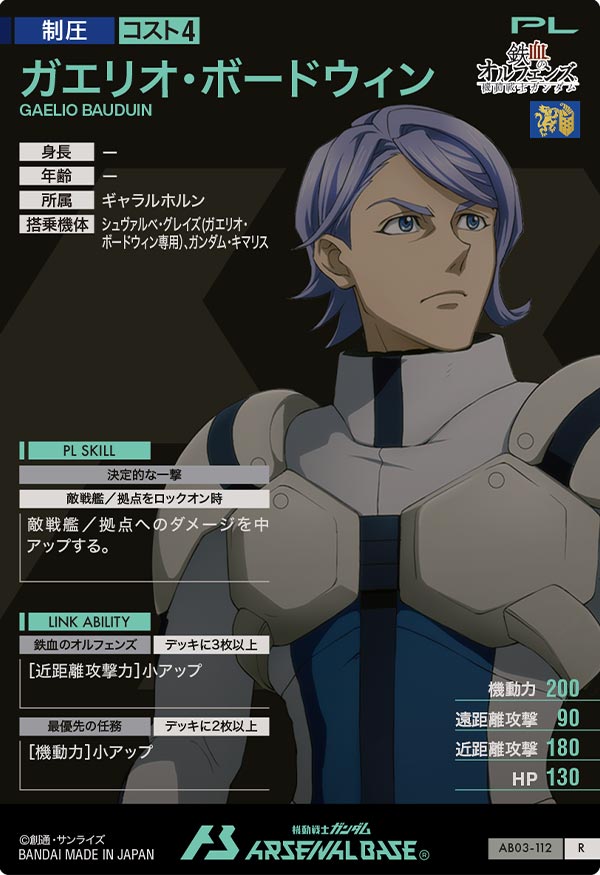 制圧 コスト4
PL
ガエリオ・ボードウィン
GAELIO BAUDUIN
鉄血の
オルフェンズ
機動戦士ガンダム
身長 ー
年齢 ー
所属 ギャラルホルン
搭乗機体 シュヴァルベ・グレイズ(ガエリオ・
ボードウィン専用)、ガンダム・キマリス
PL SKILL
決定的な一撃
敵戦艦／拠点をロックオン時
敵戦艦／拠点へのダメージを中
アップする。
LINK ABILITY
鉄血のオルフェンズ デッキに3枚以上
[近距離攻撃力]小アップ
最優先の任務 デッキに2枚以上
[機動力]小アップ
機動力 200
遠距離攻撃 90
近距離攻撃 180
HP 130
©創通・サンライズ
BANDAI MADE IN JAPAN
機動戦士ガンダム
AB ARSENAL BASE®
AB03-112 R